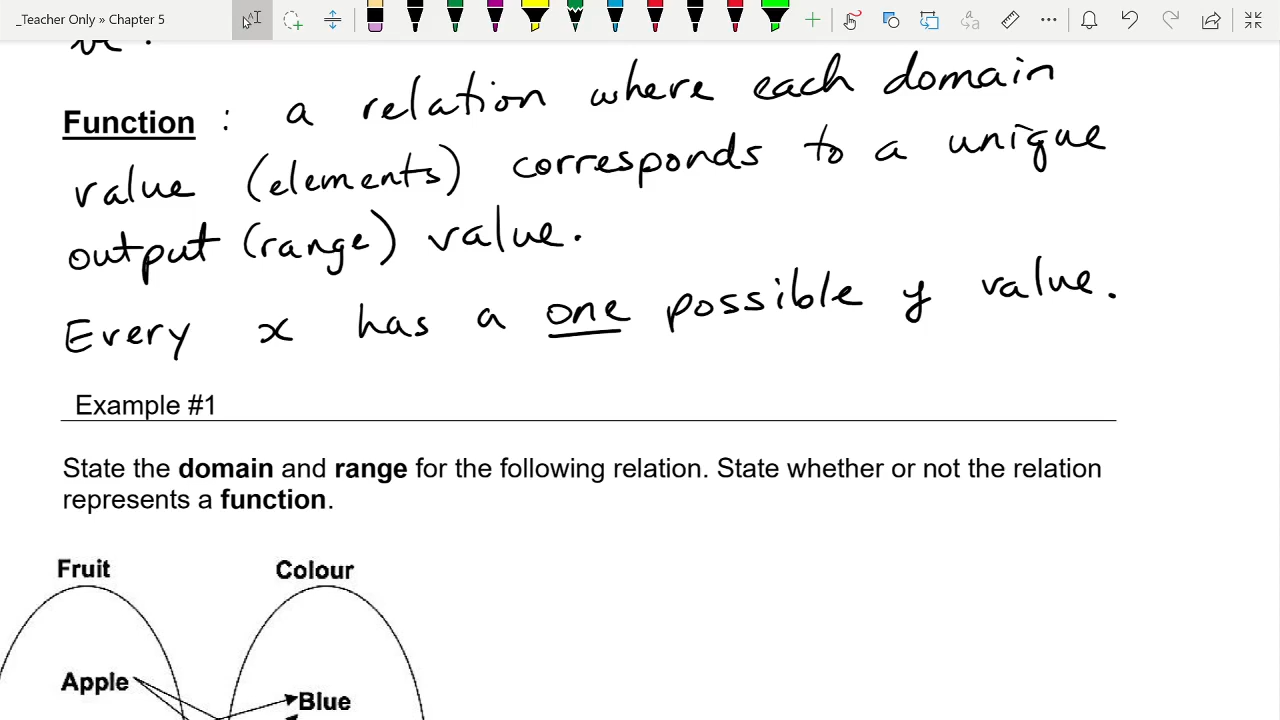 _Teacher Only » Chapter 5
Function : a relation where each domain
value (elements) corresponds to a unique
output (range) value.
Every x has a one possible y value.
Example #1
State the domain and range for the following relation. State whether or not the relation
represents a function.
Fruit Colour
Apple
Blue